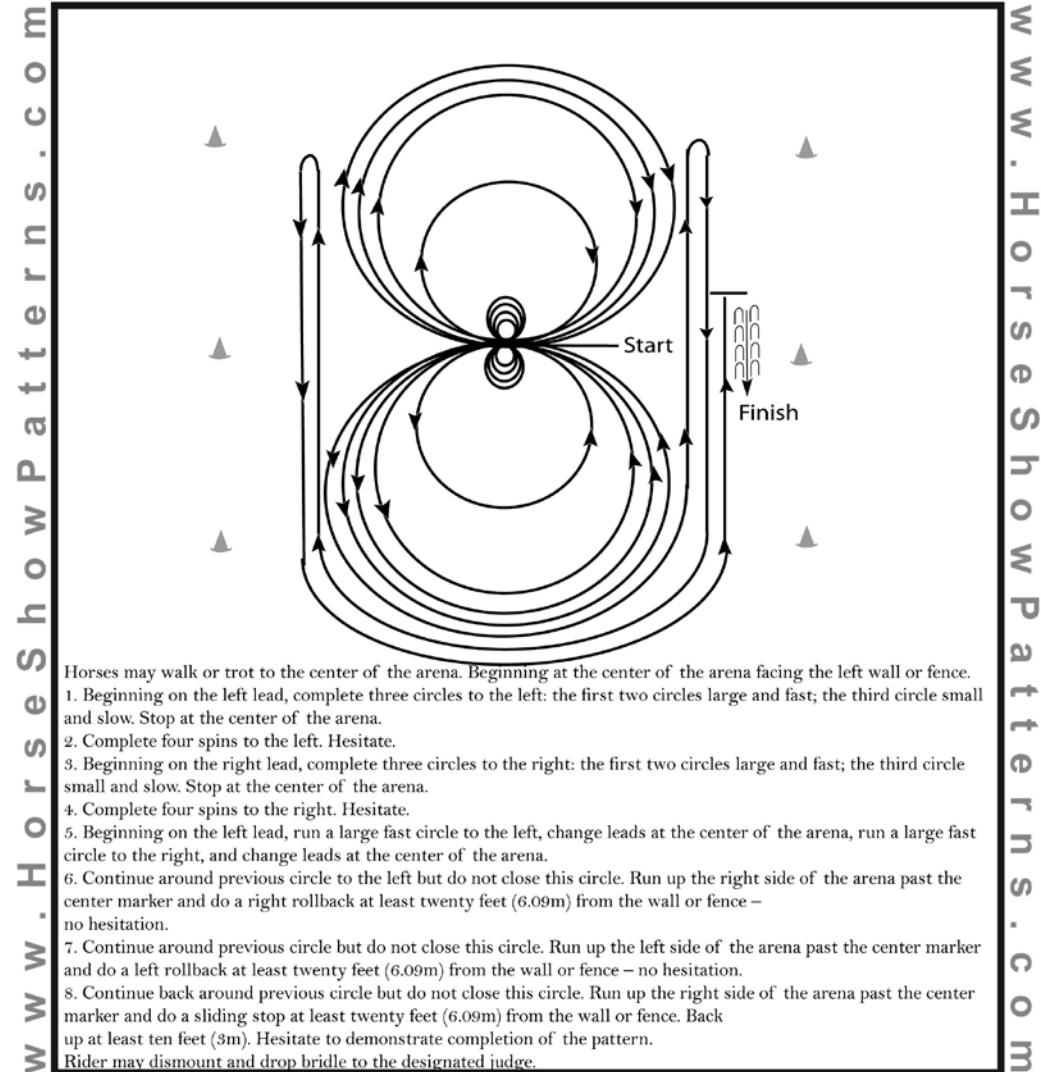 www.HorseShowPatterns.com
www.HorseShowPatterns.com
Start
Finish
Horses may walk or trot to the center of the arena. Beginning at the center of the arena facing the left wall or fence.
1. Beginning on the left lead, complete three circles to the left: the first two circles large and fast; the third circle small
and slow. Stop at the center of the arena.
2. Complete four spins to the left. Hesitate.
3. Beginning on the right lead, complete three circles to the right: the first two circles large and fast; the third circle
small and slow. Stop at the center of the arena.
4. Complete four spins to the right. Hesitate.
5. Beginning on the left lead, run a large fast circle to the left, change leads at the center of the arena, run a large fast
circle to the right, and change leads at the center of the arena.
6. Continue around previous circle to the left but do not close this circle. Run up the right side of the arena past the
center marker and do a right rollback at least twenty feet (6.09m) from the wall or fence –
no hesitation.
7. Continue around previous circle but do not close this circle. Run up the left side of the arena past the center marker
and do a left rollback at least twenty feet (6.09m) from the wall or fence – no hesitation.
8. Continue back around previous circle but do not close this circle. Run up the right side of the arena past the center
marker and do a sliding stop at least twenty feet (6.09m) from the wall or fence. Back
up at least ten feet (3m). Hesitate to demonstrate completion of the pattern.
Rider may dismount and drop bridle to the designated judge.